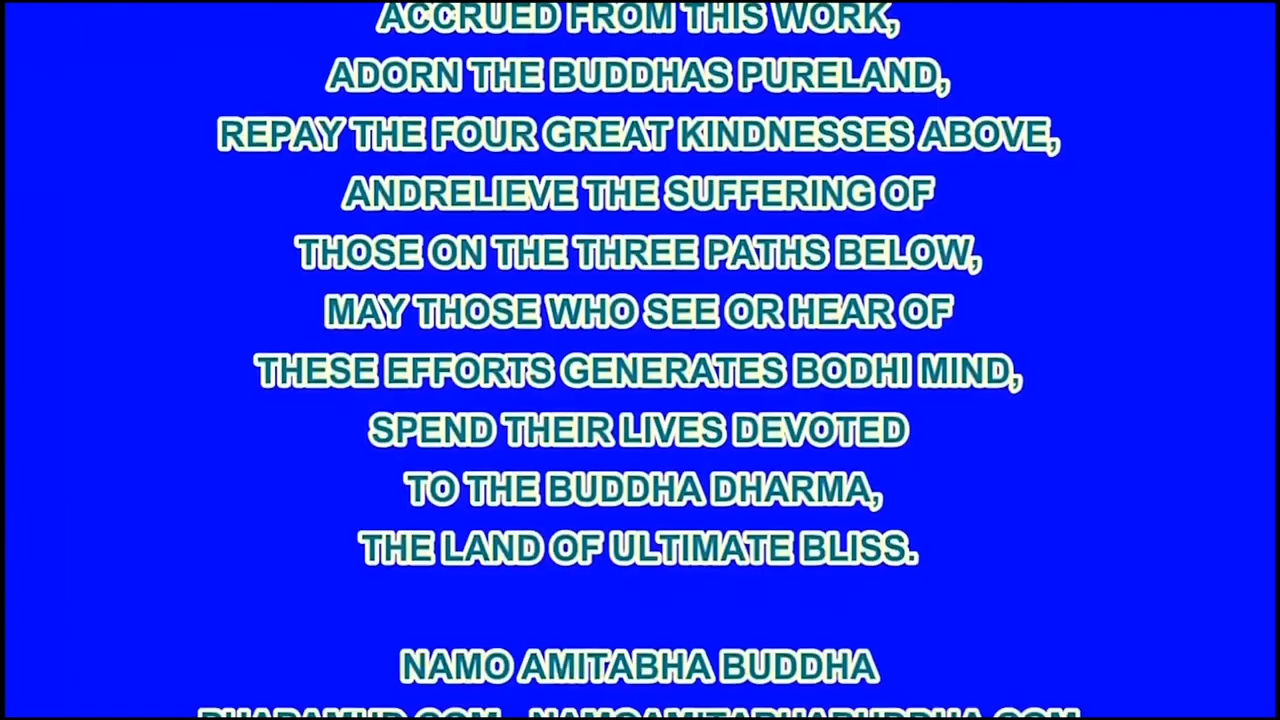 ACCRUED FROM THIS WORK,
ADORN THE BUDDHAS PURELAND,
REPAY THE FOUR GREAT KINDNESSES ABOVE,
ANDRELIEVE THE SUFFERING OF
THOSE ON THE THREE PATHS BELOW,
MAY THOSE WHO SEE OR HEAR OF
THESE EFFORTS GENERATES BODHI MIND,
SPEND THEIR LIVES DEVOTED
TO THE BUDDHA DHARMA,
THE LAND OF ULTIMATE BLISS.
NAMO AMITABHA BUDDHA